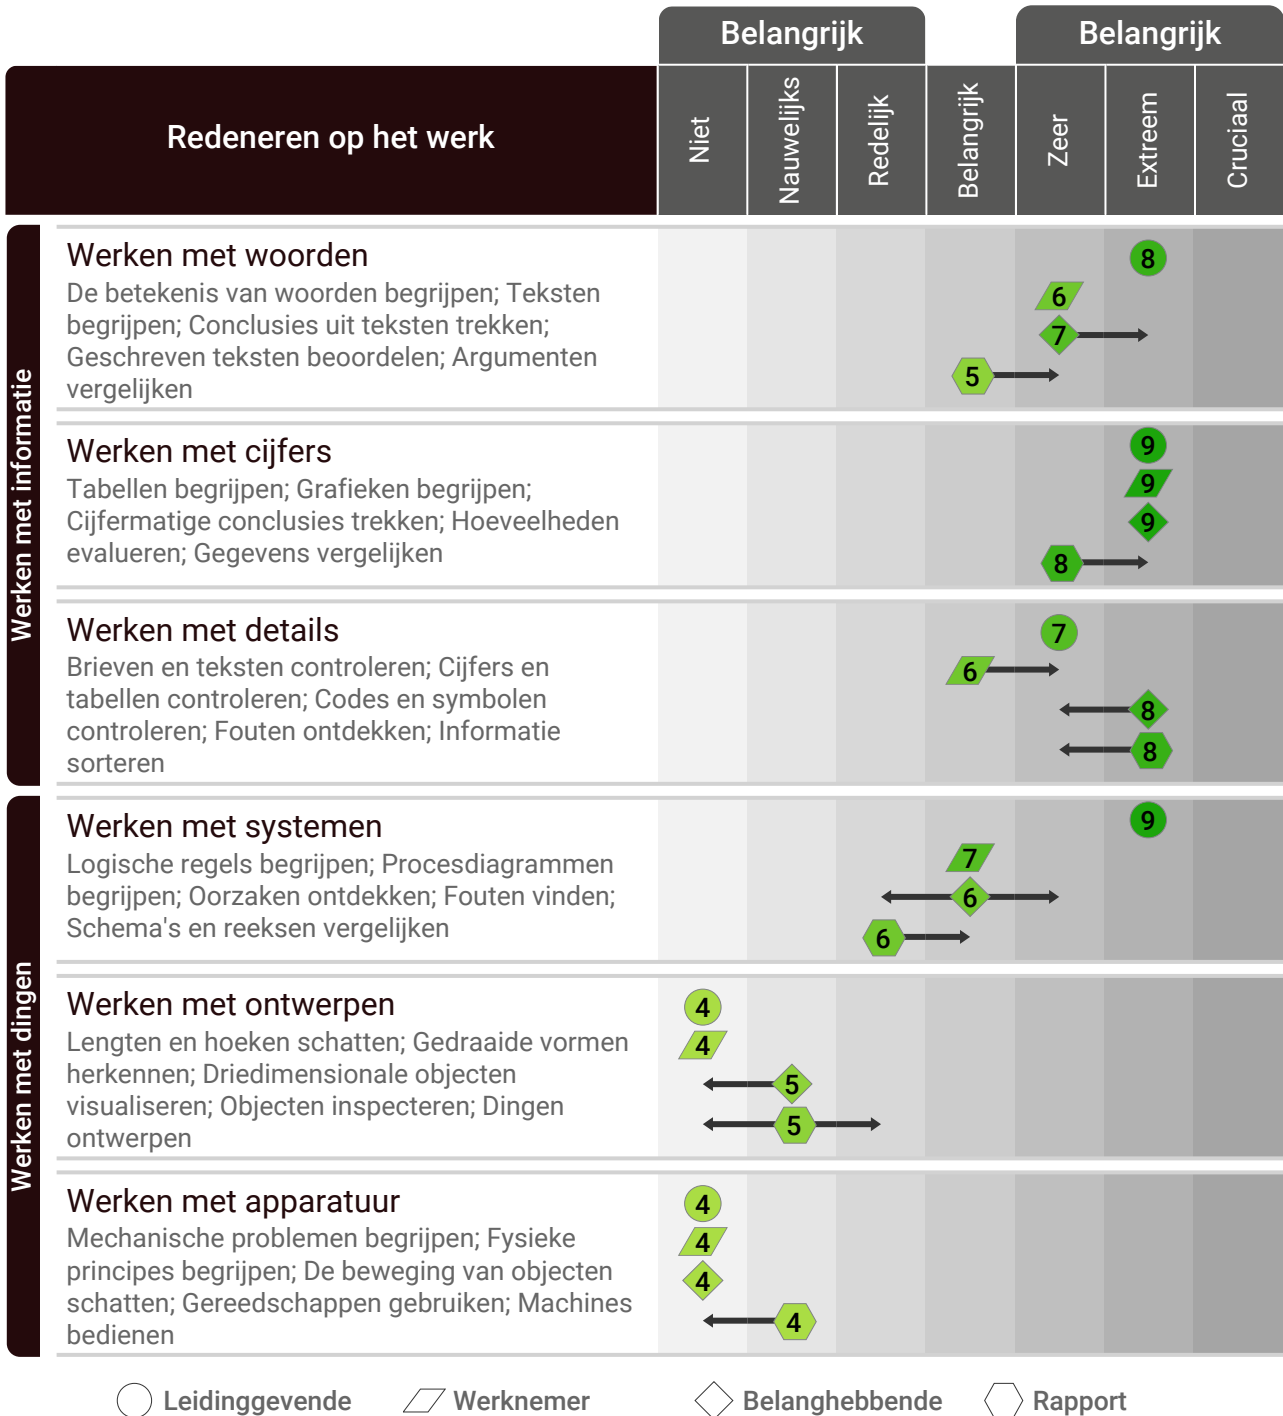 Belangrijk
Belangrijk
Redeneren op het werk
Niet
Nauwelijks
Redelijk
Belangrijk
Zeer
Extreem
Cruciaal
Werken met informatie
Werken met woorden
De betekenis van woorden begrijpen; Teksten
begrijpen; Conclusies uit teksten trekken;
Geschreven teksten beoordelen; Argumenten
vergelijken
8
6
7
5
Werken met cijfers
Tabellen begrijpen; Grafieken begrijpen;
Cijfermatige conclusies trekken; Hoeveelheden
evalueren; Gegevens vergelijken
9
9
9
8
Werken met details
Brieven en teksten controleren; Cijfers en
tabellen controleren; Codes en symbolen
controleren; Fouten ontdekken; Informatie
sorteren
7
6
8
8
Werken met dingen
Werken met systemen
Logische regels begrijpen; Procesdiagrammen
begrijpen; Oorzaken ontdekken; Fouten vinden;
Schema's en reeksen vergelijken
9
7
6
6
Werken met ontwerpen
Lengten en hoeken schatten; Gedraaide vormen
herkennen; Driedimensionale objecten
visualiseren; Objecten inspecteren; Dingen
ontwerpen
4
4
5
5
Werken met apparatuur
Mechanische problemen begrijpen; Fysieke
principes begrijpen; De beweging van objecten
schatten; Gereedschappen gebruiken; Machines
bedienen
4
4
4
4
Leidinggevende
Werknemer
Belanghebbende
Rapport